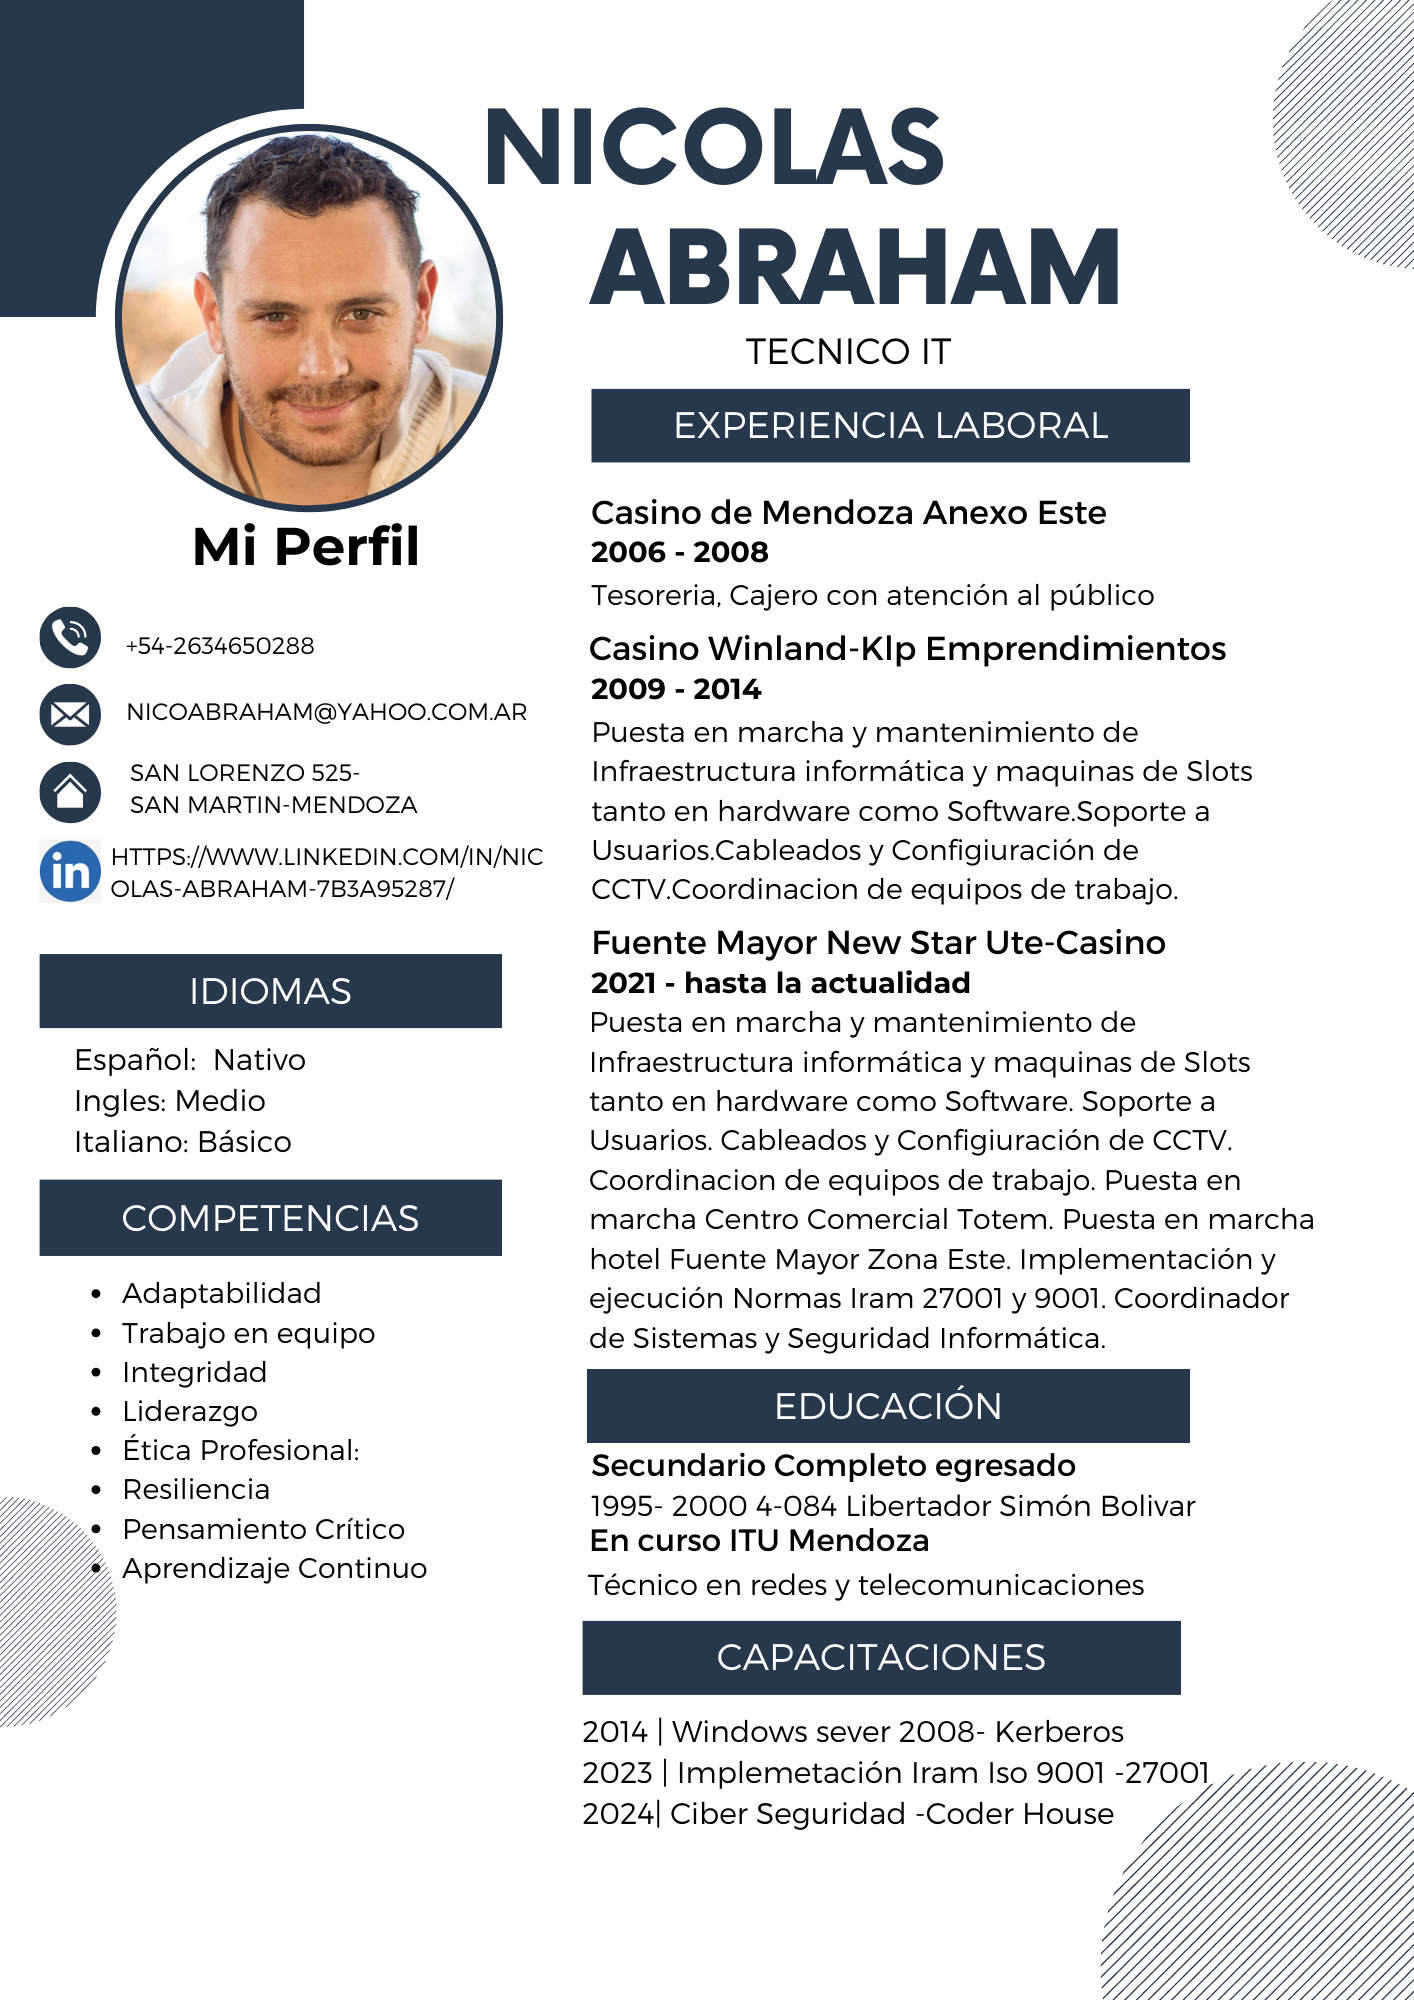 NICOLAS
ABRAHAM
TECNICO IT
Mi Perfil
+54-2634650288
NICOABRAHAM@YAHOO.COM.AR
SAN LORENZO 525-
SAN MARTIN-MENDOZA
in
HTTPS://WWW.LINKEDIN.COM/IN/NIC
OLAS-ABRAHAM-7B3A95287/
IDIOMAS
Español:  Nativo
Ingles: Medio
Italiano: Básico
COMPETENCIAS
• Adaptabilidad
• Trabajo en equipo
• Integridad
• Liderazgo
• Ética Profesional:
• Resiliencia
• Pensamiento Crítico
• Aprendizaje Continuo
EXPERIENCIA LABORAL
Casino de Mendoza Anexo Este
2006 - 2008
Tesoreria, Cajero con atención al público
Casino Winland-Klp Emprendimientos
2009 - 2014
Puesta en marcha y mantenimiento de
Infraestructura informática y maquinas de Slots
tanto en hardware como Software.Soporte a
Usuarios.Cableados y Configiuración de
CCTV.Coordinacion de equipos de trabajo.
Fuente Mayor New Star Ute-Casino
2021 - hasta la actualidad
Puesta en marcha y mantenimiento de
Infraestructura informática y maquinas de Slots
tanto en hardware como Software. Soporte a
Usuarios. Cableados y Configiuración de CCTV.
Coordinacion de equipos de trabajo. Puesta en
marcha Centro Comercial Totem. Puesta en marcha
hotel Fuente Mayor Zona Este. Implementación y
ejecución Normas Iram 27001 y 9001. Coordinador
de Sistemas y Seguridad Informática.
EDUCACIÓN
Secundario Completo egresado
1995- 2000 4-084 Libertador Simón Bolivar
En curso ITU Mendoza
Técnico en redes y telecomunicaciones
CAPACITACIONES
2014 | Windows sever 2008- Kerberos
2023 | Implemetación Iram Iso 9001 -27001
2024| Ciber Seguridad -Coder House